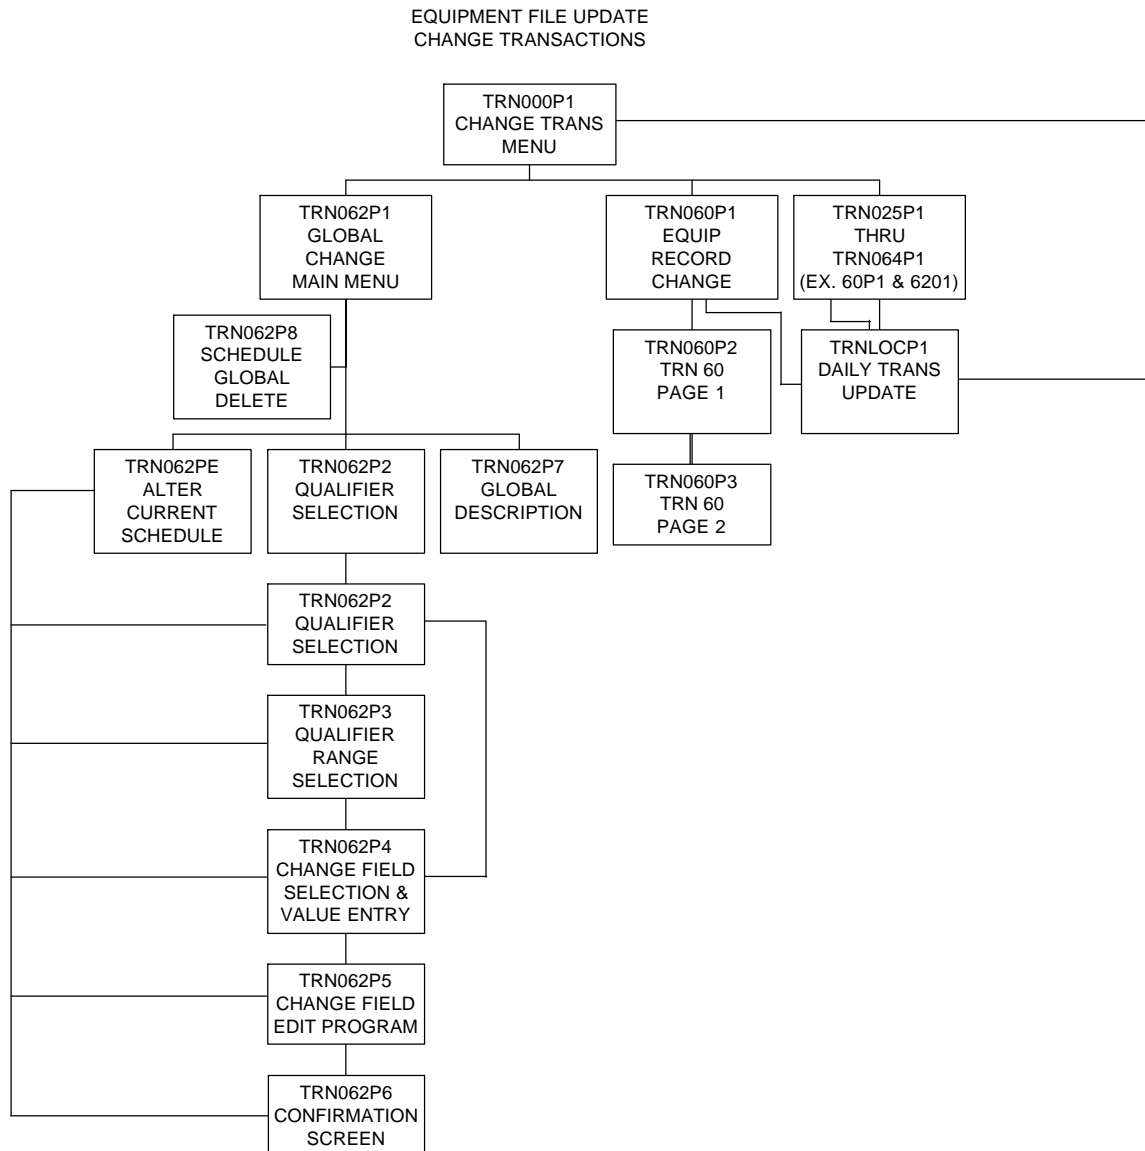 EQUIPMENT FILE UPDATE
CHANGE TRANSACTIONS
TRN000P1
CHANGE TRANS
MENU
TRN062P1
GLOBAL
CHANGE
MAIN MENU
TRN060P1
EQUIP
RECORD
CHANGE
TRN025P1
THRU
TRN064P1
(EX. 60P1 & 6201)
TRN062P8
SCHEDULE
GLOBAL
DELETE
TRN060P2
TRN 60
PAGE 1
TRNLOCP1
DAILY TRANS
UPDATE
TRN062PE
ALTER
CURRENT
SCHEDULE
TRN062P2
QUALIFIER
SELECTION
TRN062P7
GLOBAL
DESCRIPTION
TRN060P3
TRN 60
PAGE 2
TRN062P2
QUALIFIER
SELECTION
TRN062P3
QUALIFIER
RANGE
SELECTION
TRN062P4
CHANGE FIELD
SELECTION &
VALUE ENTRY
TRN062P5
CHANGE FIELD
EDIT PROGRAM
TRN062P6
CONFIRMATION
SCREEN